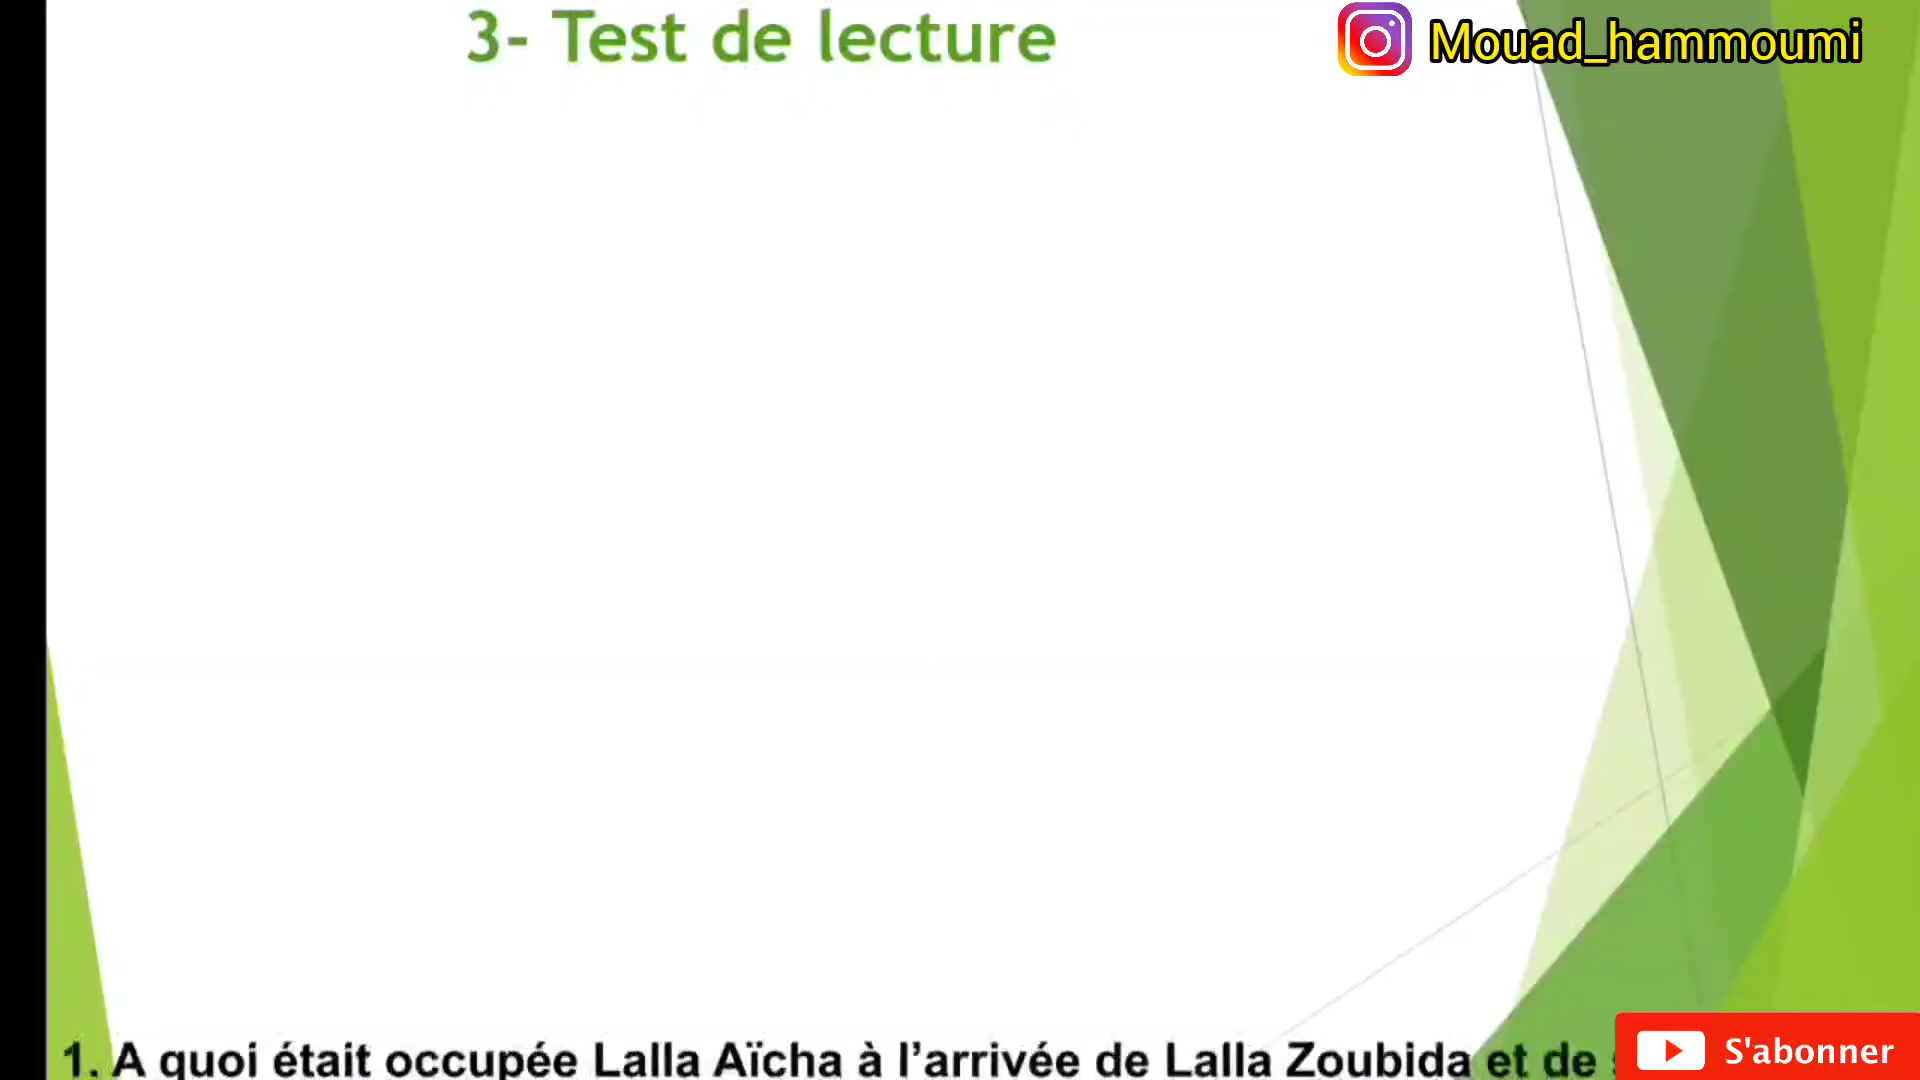 3- Test de lecture
Mouad_hammoumi
1. A quoi était occupée Lalla Aïcha à l’arrivée de Lalla Zoubida et de
S'abonner